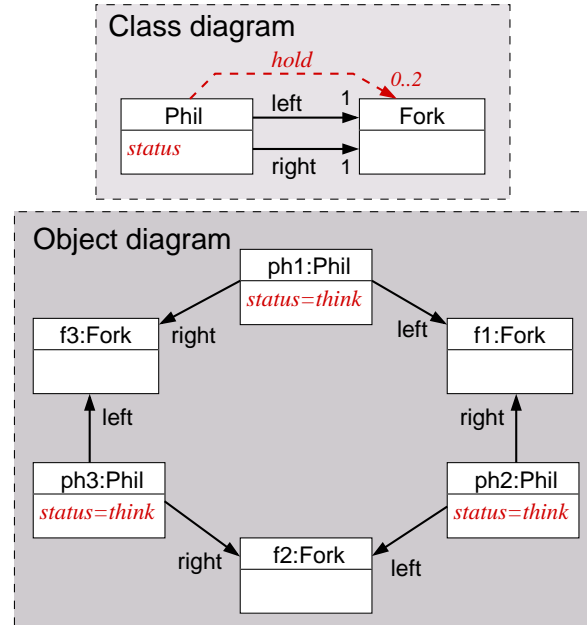 Class diagram
hold
0..2
Phil
left
1
Fork
status
right
1
Object diagram
ph1:Phil
status=think
right
left
f3:Fork
f1:Fork
left
right
ph3:Phil
status=think
ph2:Phil
status=think
right
f2:Fork
left